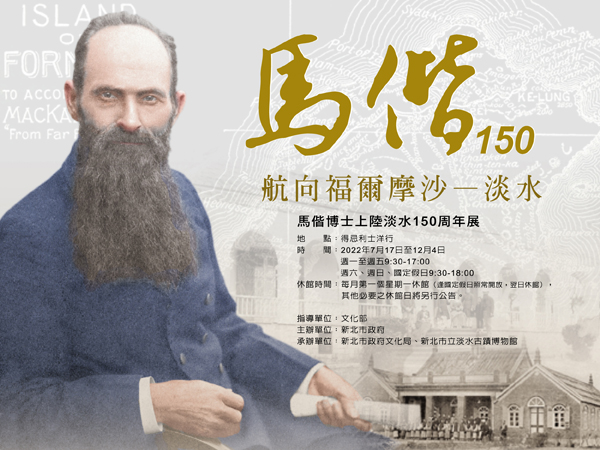 ISLAND
FORM
TO ACCO
MACKA
"From Far F
KE-LUNG
馬偕150
航向福爾摩沙—淡水
馬偕博士上陸淡水150周年展
地　　點：得忌利士洋行
時　　間：2022年7月17日至12月4日
週一至週五9:30-17:00
週六、週日、國定假日9:30-18:00
休館時間：每月第一個星期一休館（逢國定假日照常開放，翌日休館），
其他必要之休館日將另行公告。
指導單位：文化部
主辦單位：新北市政府
承辦單位：新北市政府文化局、新北市立淡水古蹟博物館